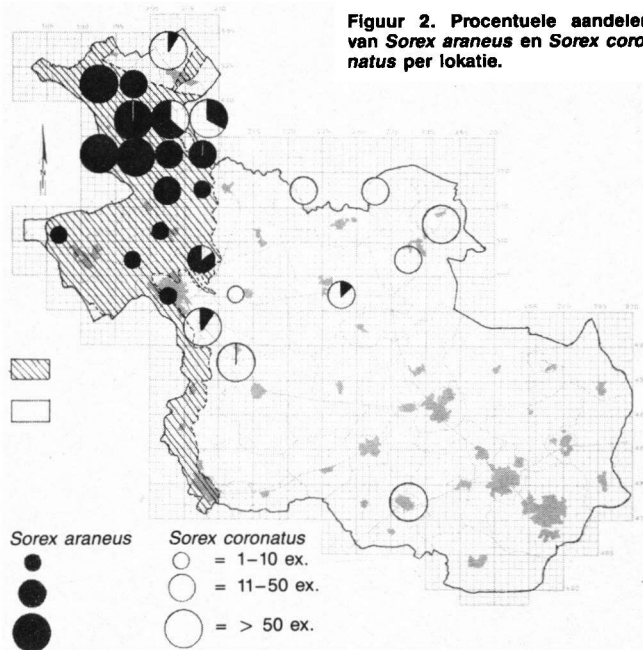 Figuur 2. Procentuele aandelen
van Sorex araneus en Sorex coro-
natus per lokatie.
Sorex araneus
Sorex coronatus
= 1–10 ex.
= 11–50 ex.
= > 50 ex.